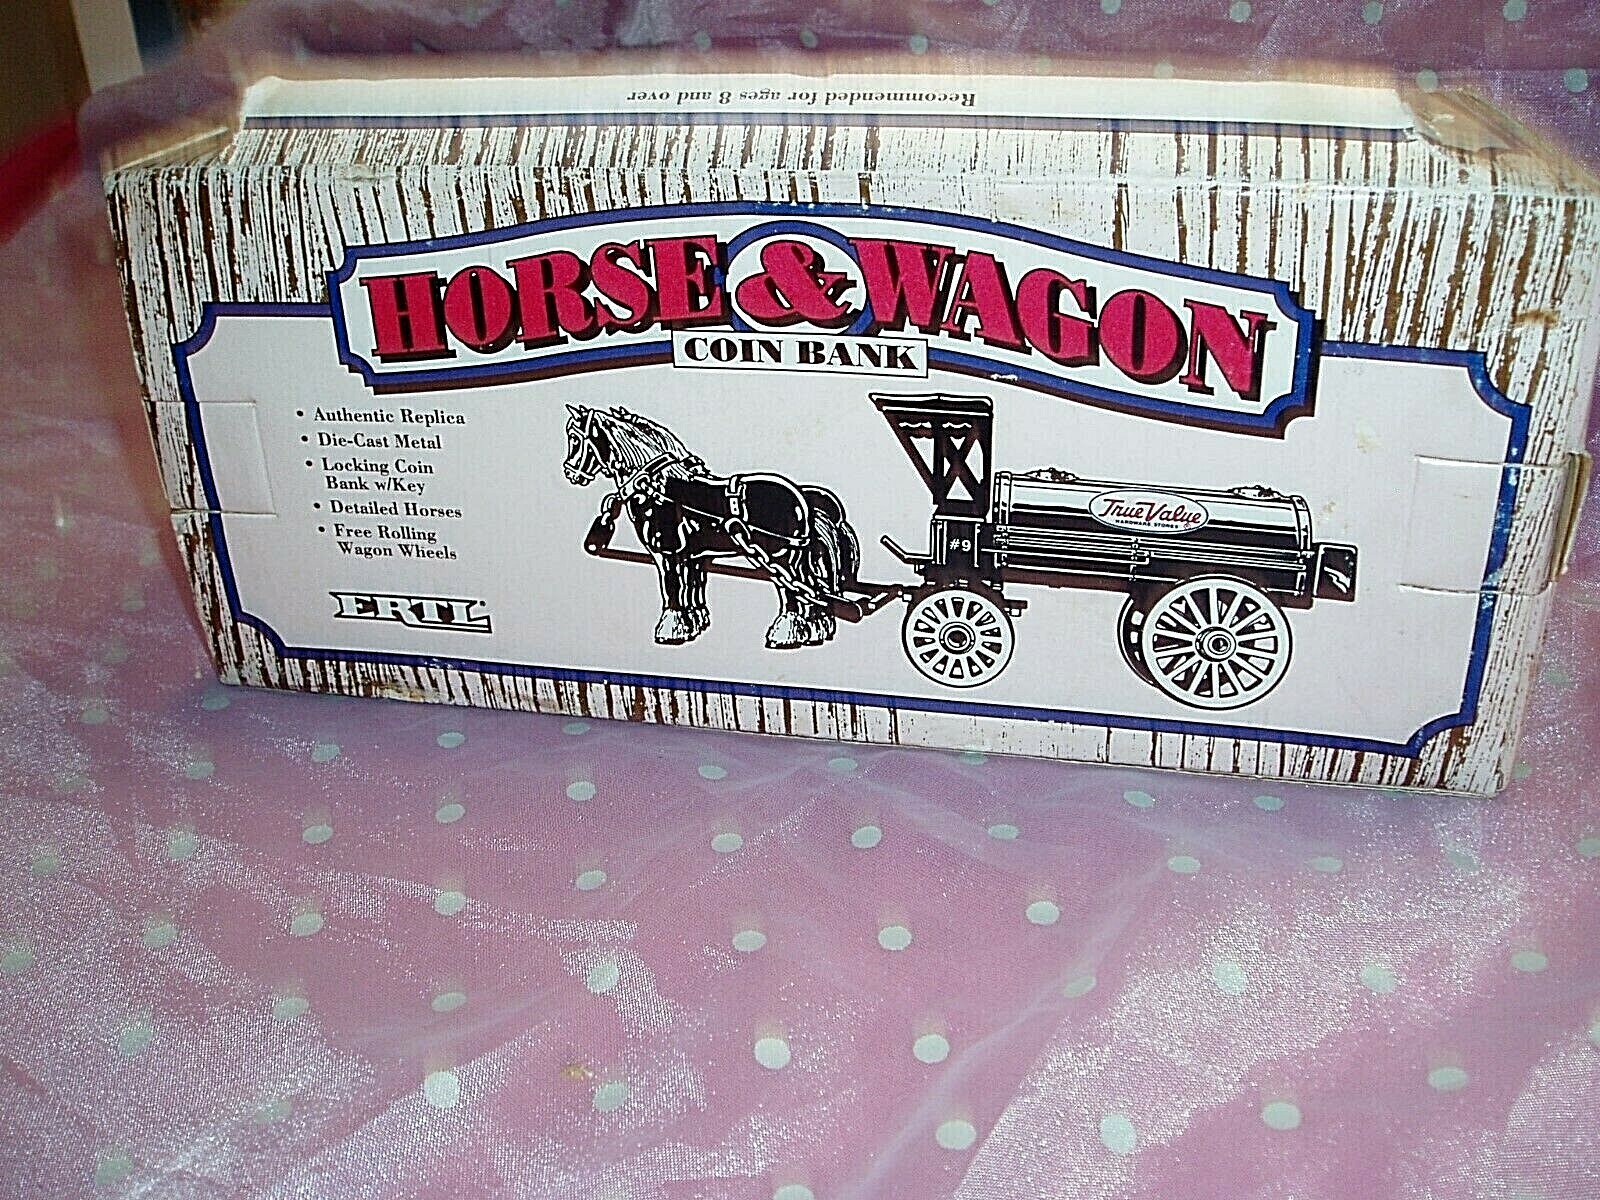 Recommended for ages 8 and over
HORSE & WAGON
COIN BANK
• Authentic Replica
• Die-Cast Metal
• Locking Coin
Bank w/Key
• Detailed Horses
• Free Rolling
Wagon Wheels
ERTL®
True Value®
HARDWARE STORES
#9